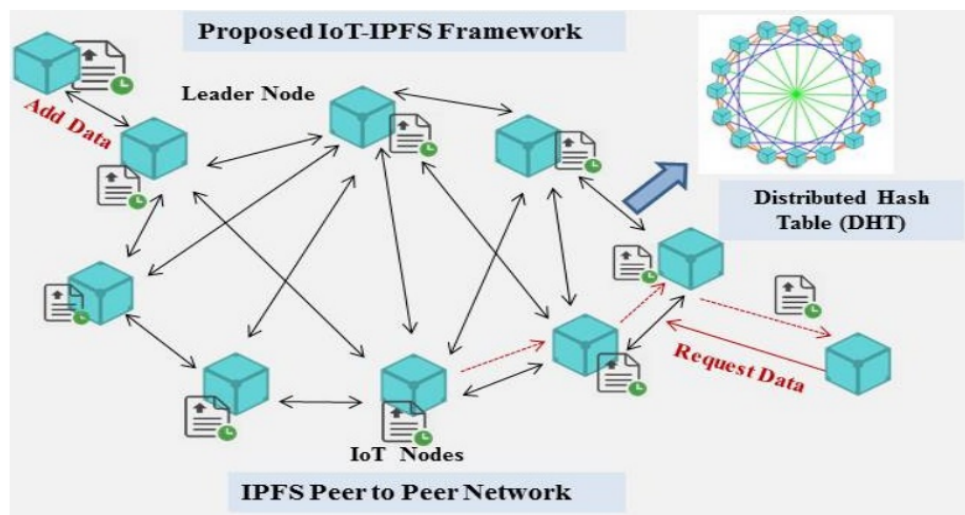 Proposed IoT-IPFS Framework
Leader Node
Add Data
Distributed Hash
Table (DHT)
Request Data
IoT Nodes
IPFS Peer to Peer Network